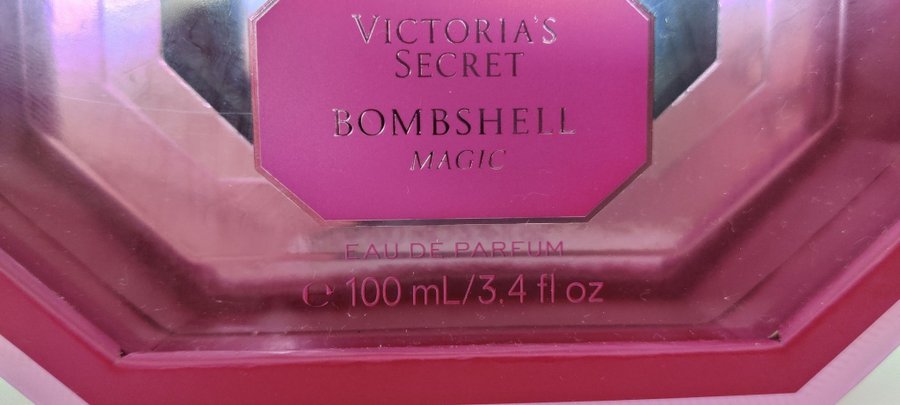 VICTORIA'S
SECRET
BOMBSHELL
MAGIC
EAU DE PARFUM
℮ 100 mL/3.4 fl oz